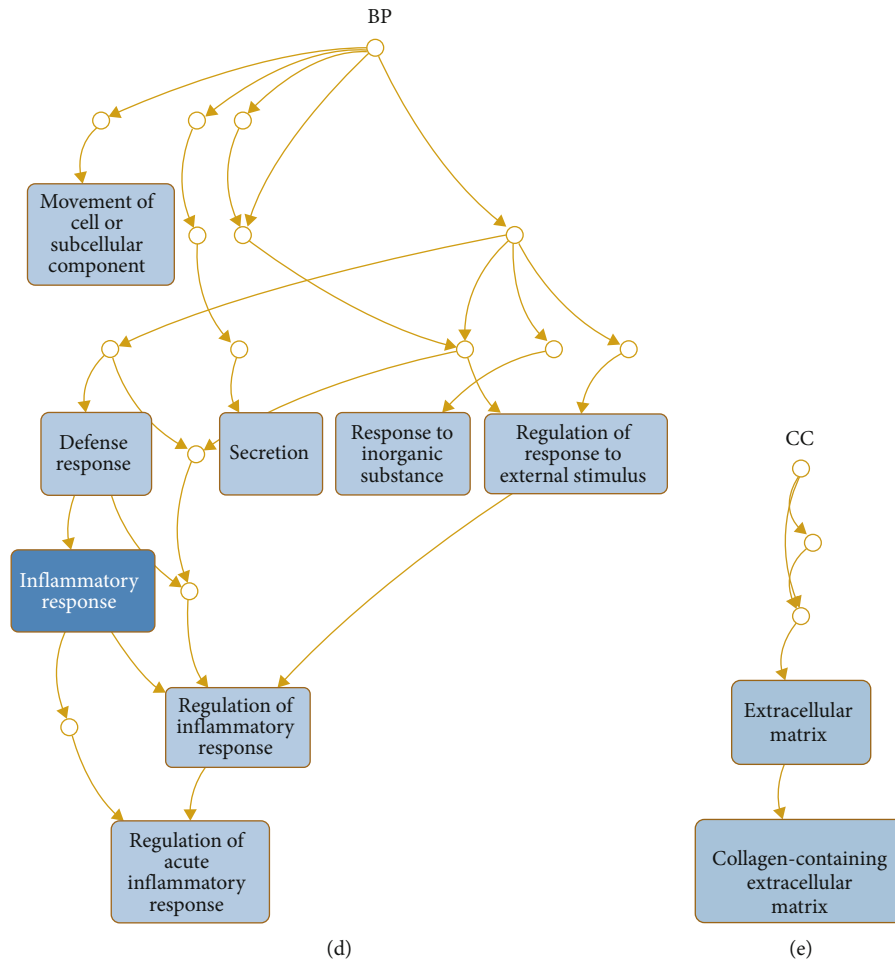 BP
Movement of
cell or
subcellular
component
Defense
response
Secretion
Response to
inorganic
substance
Regulation of
response to
external stimulus
Inflammatory
response
Regulation of
inflammatory
response
Regulation of
acute
inflammatory
response
(d)
CC
Extracellular
matrix
Collagen-containing
extracellular
matrix
(e)